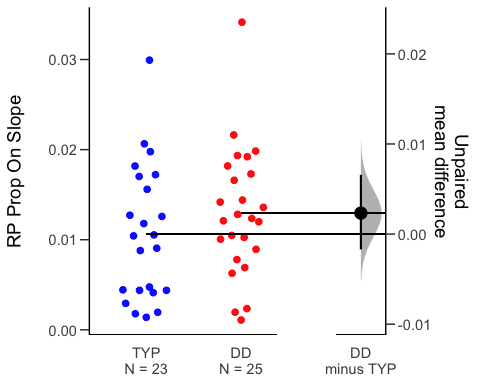 RP Prop On Slope
0.03
0.02
0.01
0.00
TYP
N = 23
DD
N = 25
0.02
0.01
0.00
-0.01
Unpaired
mean difference
DD
minus TYP